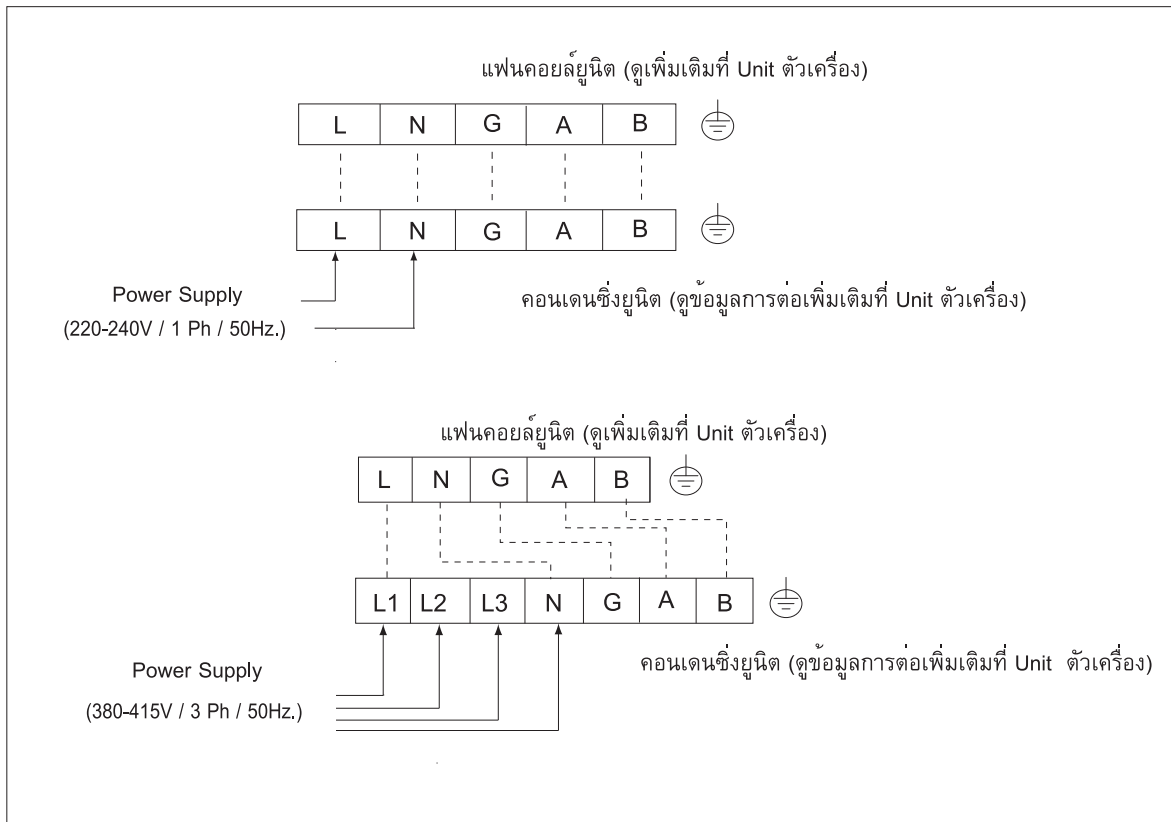 แฟนคอยล์ยูนิต (ดูเพิ่มเติมที่ Unit ตัวเครื่อง)
L N G A B
L N G A B
Power Supply
(220-240V / 1 Ph / 50Hz.)
คอนเดนซิ่งยูนิต (ดูข้อมูลการต่อเพิ่มเติมที่ Unit ตัวเครื่อง)
แฟนคอยล์ยูนิต (ดูเพิ่มเติมที่ Unit ตัวเครื่อง)
L N G A B
L1 L2 L3 N G A B
Power Supply
(380-415V / 3 Ph / 50Hz.)
คอนเดนซิ่งยูนิต (ดูข้อมูลการต่อเพิ่มเติมที่ Unit ตัวเครื่อง)